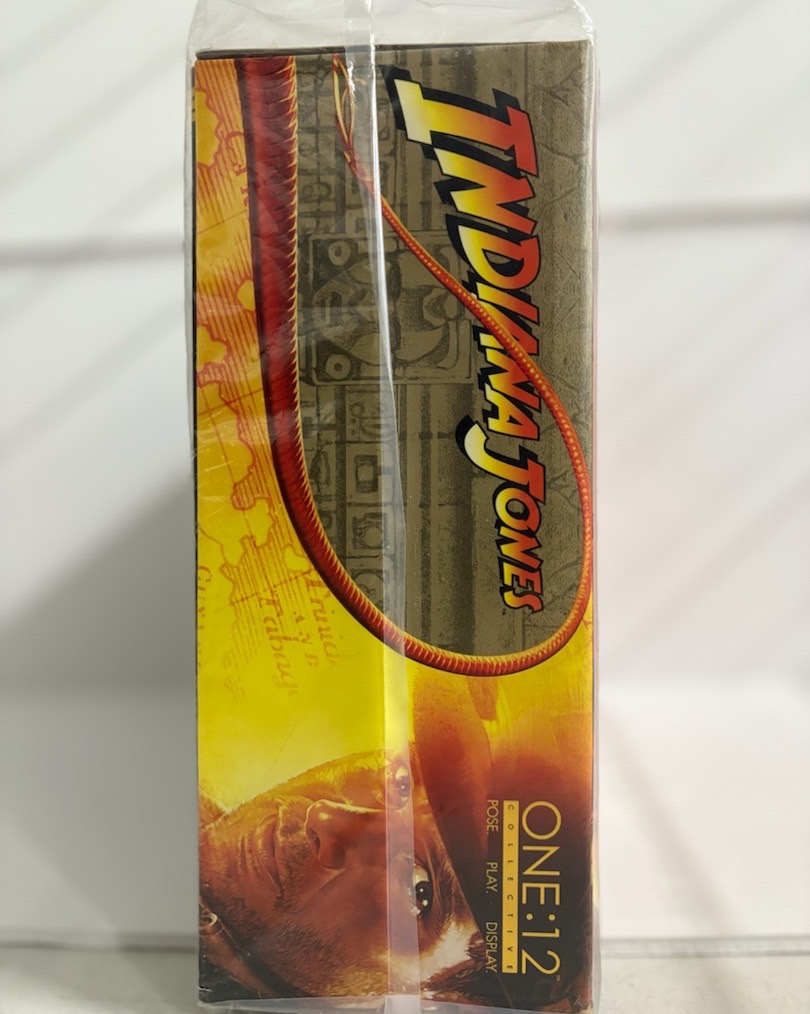 INDIANA JONES
ONE:12
COLLECTIVE
POSE. PLAY. DISPLAY.